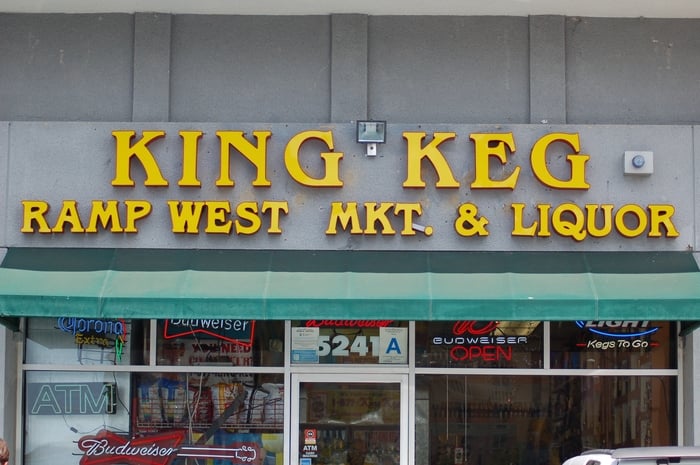 KING KEG
RAMP WEST MKT. & LIQUOR
Corona
Extra
Budweiser
Budweiser
5241
A
BUDWEISER
OPEN
LIGHT
Kegs To Go
ATM
Budweiser
ATM